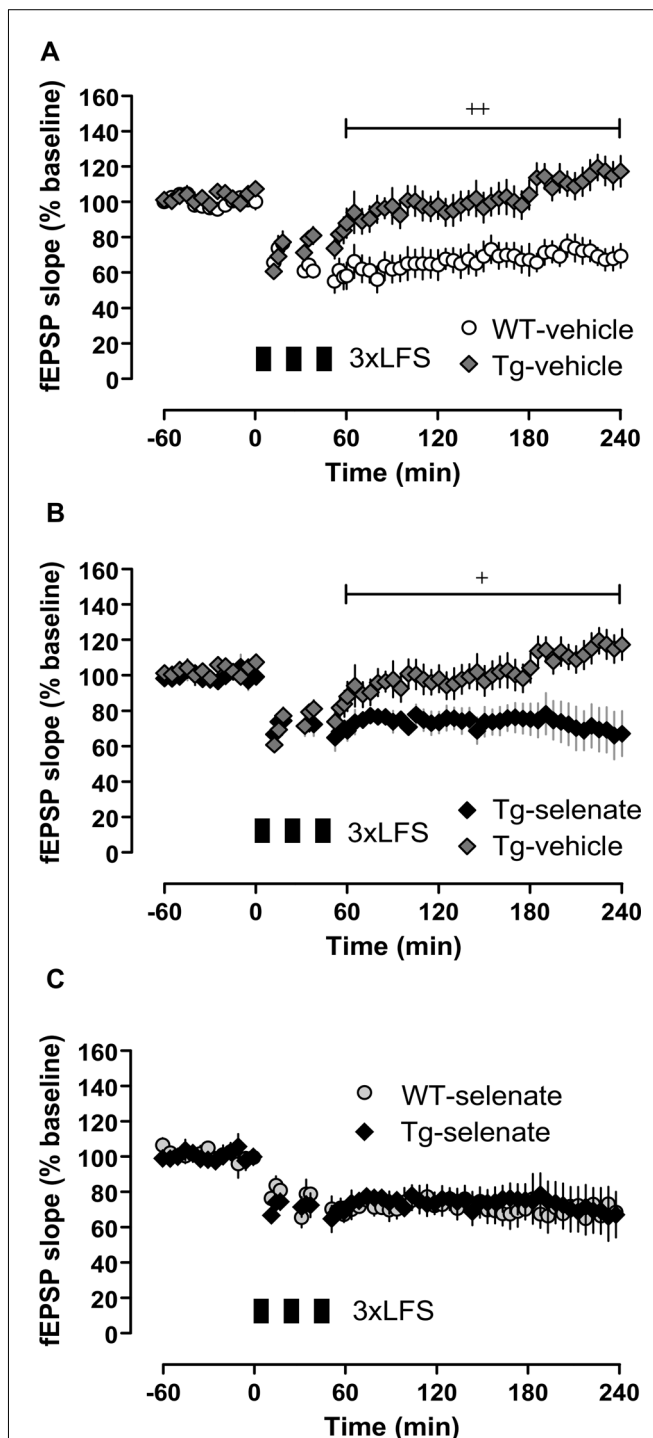 A
fEPSP slope (% baseline)
160
140
120
100
80
60
40
20
0
++
WT-vehicle
Tg-vehicle
3xLFS
-60 0 60 120 180 240
Time (min)
B
fEPSP slope (% baseline)
160
140
120
100
80
60
40
20
0
+
Tg-selenate
Tg-vehicle
3xLFS
-60 0 60 120 180 240
Time (min)
C
fEPSP slope (% baseline)
160
140
120
100
80
60
40
20
0
WT-selenate
Tg-selenate
3xLFS
-60 0 60 120 180 240
Time (min)